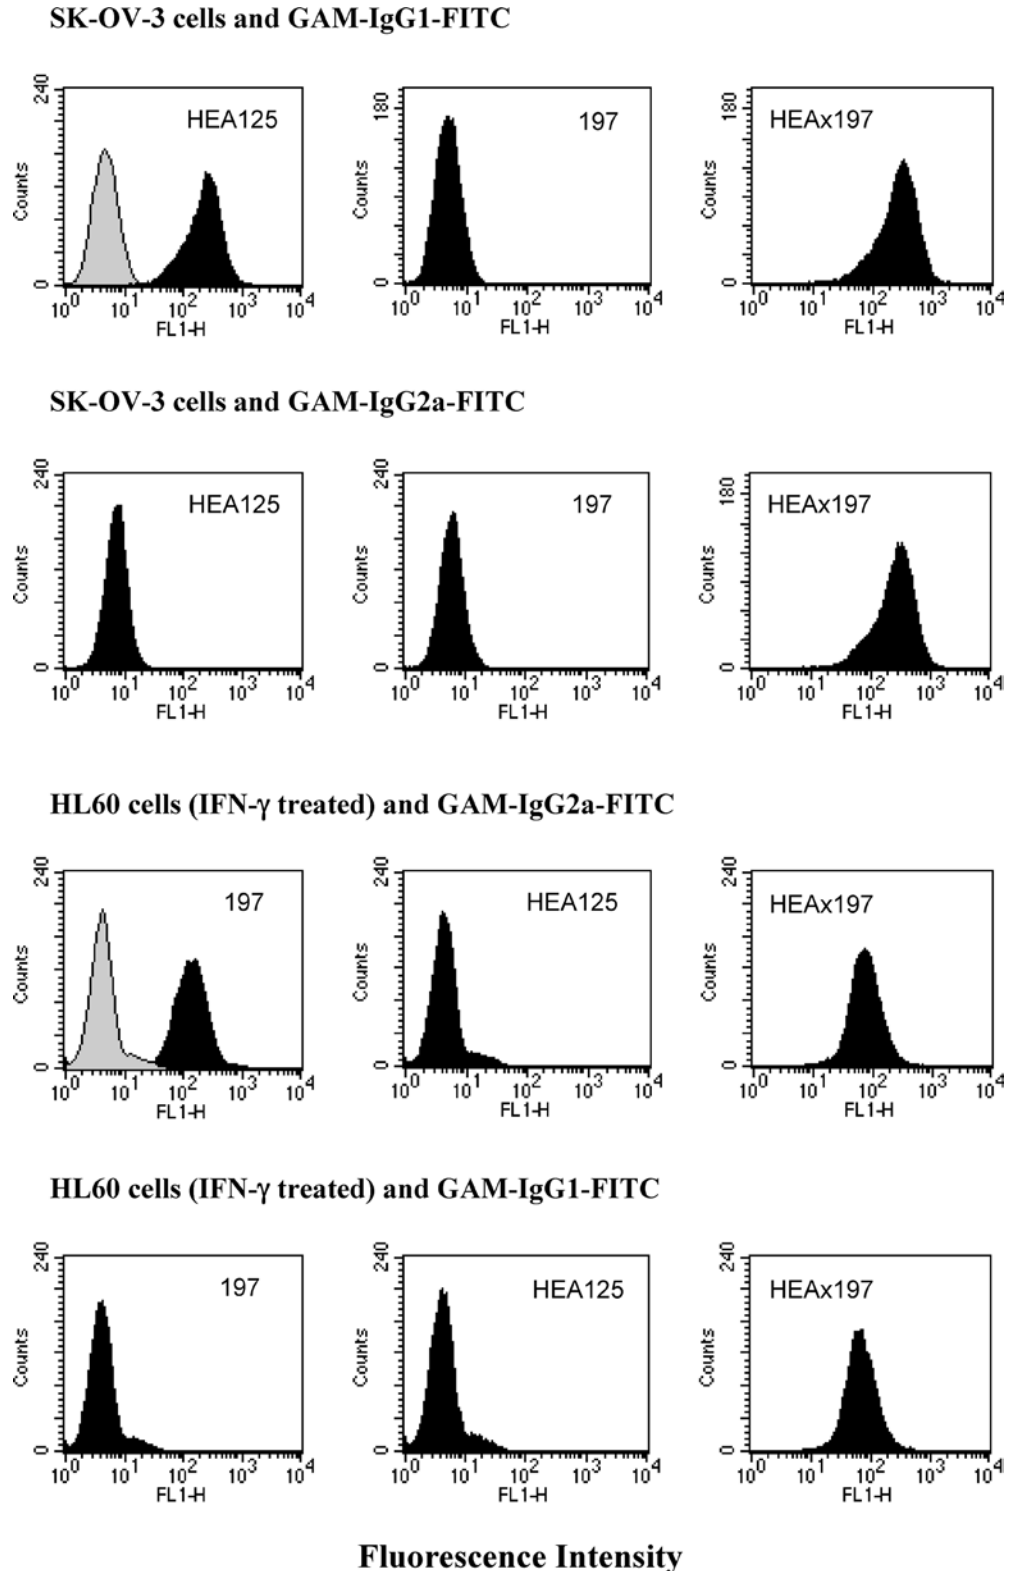 SK-OV-3 cells and GAM-IgG1-FITC
240 HEA125 180 197 180 HEAx197
Counts Counts Counts
0 0 0
10^0 10^1 10^2 10^3 10^4 10^0 10^1 10^2 10^3 10^4 10^0 10^1 10^2 10^3 10^4
FL1-H FL1-H FL1-H
SK-OV-3 cells and GAM-IgG2a-FITC
240 HEA125 240 197 180 HEAx197
Counts Counts Counts
0 0 0
10^0 10^1 10^2 10^3 10^4 10^0 10^1 10^2 10^3 10^4 10^0 10^1 10^2 10^3 10^4
FL1-H FL1-H FL1-H
HL60 cells (IFN-γ treated) and GAM-IgG2a-FITC
240 197 240 HEA125 240 HEAx197
Counts Counts Counts
0 0 0
10^0 10^1 10^2 10^3 10^4 10^0 10^1 10^2 10^3 10^4 10^0 10^1 10^2 10^3 10^4
FL1-H FL1-H FL1-H
HL60 cells (IFN-γ treated) and GAM-IgG1-FITC
240 197 240 HEA125 240 HEAx197
Counts Counts Counts
0 0 0
10^0 10^1 10^2 10^3 10^4 10^0 10^1 10^2 10^3 10^4 10^0 10^1 10^2 10^3 10^4
FL1-H FL1-H FL1-H
Fluorescence Intensity